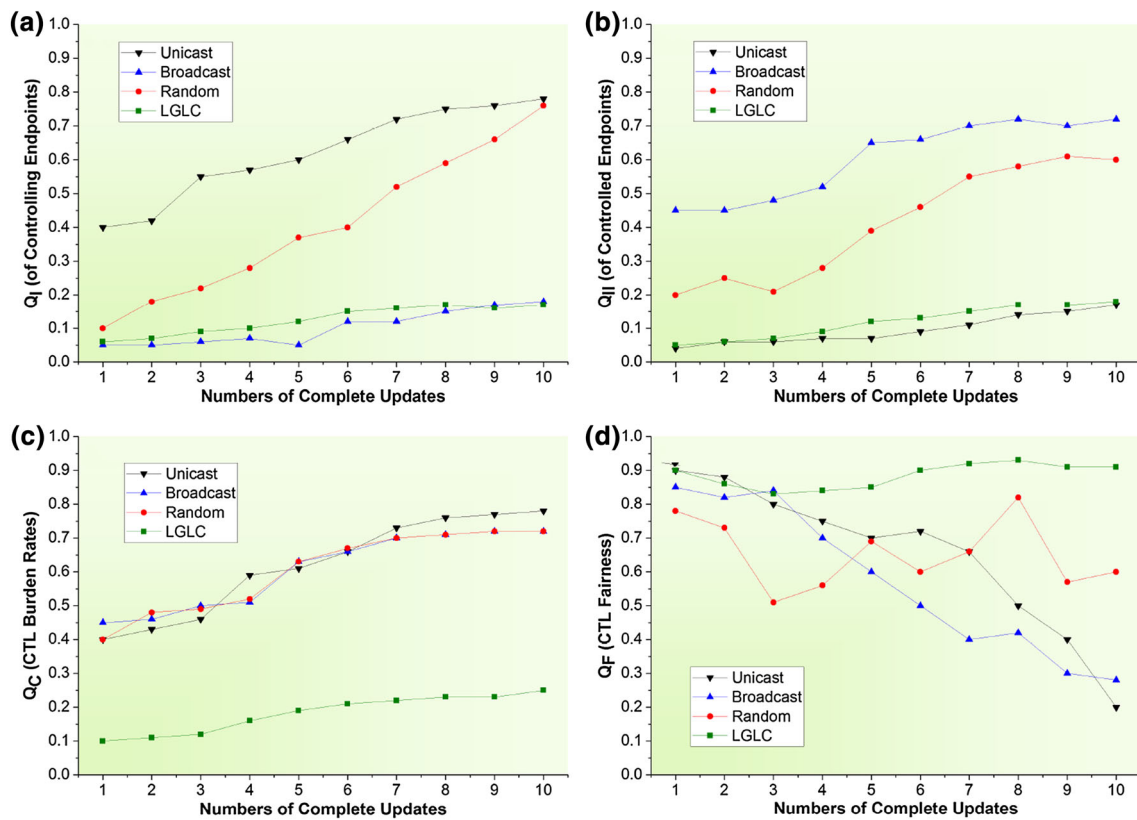 (a)
1.0
0.9
0.8
0.7
0.6
0.5
0.4
0.3
0.2
0.1
0.0
Q_I (of Controlling Endpoints)
Unicast
Broadcast
Random
LGLC
1 2 3 4 5 6 7 8 9 10
Numbers of Complete Updates
(b)
1.0
0.9
0.8
0.7
0.6
0.5
0.4
0.3
0.2
0.1
0.0
Q_II (of Controlled Endpoints)
Unicast
Broadcast
Random
LGLC
1 2 3 4 5 6 7 8 9 10
Numbers of Complete Updates
(c)
1.0
0.9
0.8
0.7
0.6
0.5
0.4
0.3
0.2
0.1
0.0
Q_C (CTL Burden Rates)
Unicast
Broadcast
Random
LGLC
1 2 3 4 5 6 7 8 9 10
Numbers of Complete Updates
(d)
1.0
0.9
0.8
0.7
0.6
0.5
0.4
0.3
0.2
0.1
0.0
Q_F (CTL Fairness)
Unicast
Broadcast
Random
LGLC
1 2 3 4 5 6 7 8 9 10
Numbers of Complete Updates